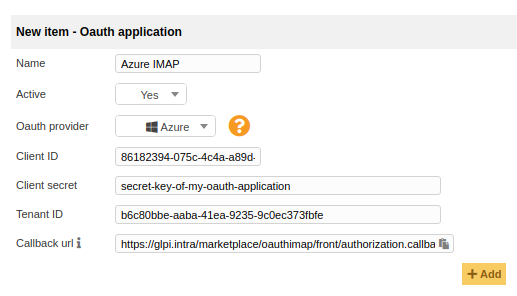 New item - Oauth application
Name Azure IMAP
Active Yes
Oauth provider Azure ?
Client ID 86182394-075c-4c4a-a89d-
Client secret secret-key-of-my-oauth-application
Tenant ID b6c80bbe-aaba-41ea-9235-9c0ec373fbfe
Callback url i https://glpi.intra/marketplace/oauthimap/front/authorization.callba
+ Add